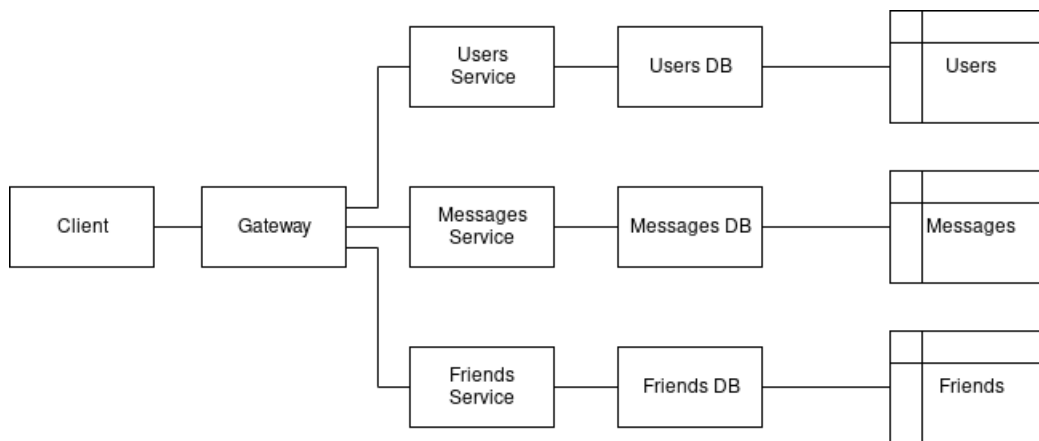 Users
Service
Users DB
Users
Client
Gateway
Messages
Service
Messages DB
Messages
Friends
Service
Friends DB
Friends